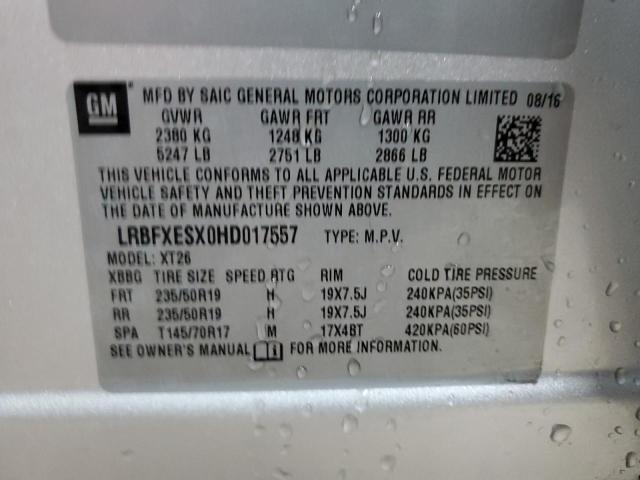 GM
MFD BY SAIC GENERAL MOTORS CORPORATION LIMITED 08/16
GVWR GAWR FRT GAWR RR
2380 KG 1248 KG 1300 KG
5247 LB 2751 LB 2866 LB
THIS VEHICLE CONFORMS TO ALL APPLICABLE U.S. FEDERAL MOTOR
VEHICLE SAFETY AND THEFT PREVENTION STANDARDS IN EFFECT ON
THE DATE OF MANUFACTURE SHOWN ABOVE.
LRBFXESX0HD017557 TYPE: M.P.V.
MODEL: XT26
XBBG TIRE SIZE SPEED RTG RIM COLD TIRE PRESSURE
FRT 235/50R19 H 19X7.5J 240KPA(35PSI)
RR 235/50R19 H 19X7.5J 240KPA(35PSI)
SPA T145/70R17 M 17X4BT 420KPA(60PSI)
SEE OWNER'S MANUAL FOR MORE INFORMATION.